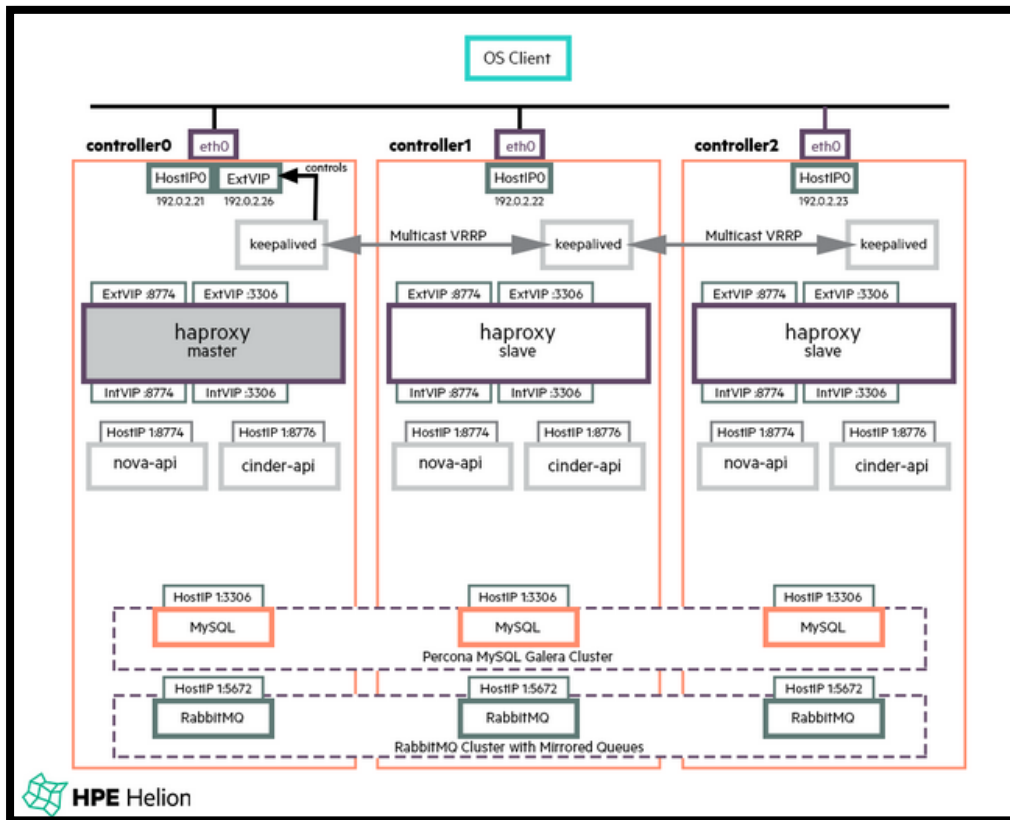 OS Client
controller0
eth0
controller1
eth0
controller2
eth0
HostIP0
ExtVIP
controls
HostIP0
HostIP0
192.0.2.21
192.0.2.26
192.0.2.22
192.0.2.23
keepalived
Multicast VRRP
keepalived
Multicast VRRP
keepalived
ExtVIP :8774
ExtVIP :3306
ExtVIP :8774
ExtVIP :3306
ExtVIP :8774
ExtVIP :3306
haproxy
master
haproxy
slave
haproxy
slave
IntVIP :8774
IntVIP :3306
IntVIP :8774
IntVIP :3306
IntVIP :8774
IntVIP :3306
HostIP 1:8774
HostIP 1:8776
HostIP 1:8774
HostIP 1:8776
HostIP 1:8774
HostIP 1:8776
nova-api
cinder-api
nova-api
cinder-api
nova-api
cinder-api
HostIP 1:3306
HostIP 1:3306
HostIP 1:3306
MySQL
MySQL
MySQL
Percona MySQL Galera Cluster
HostIP 1:5672
HostIP 1:5672
HostIP 1:5672
RabbitMQ
RabbitMQ
RabbitMQ
RabbitMQ Cluster with Mirrored Queues
HPE Helion